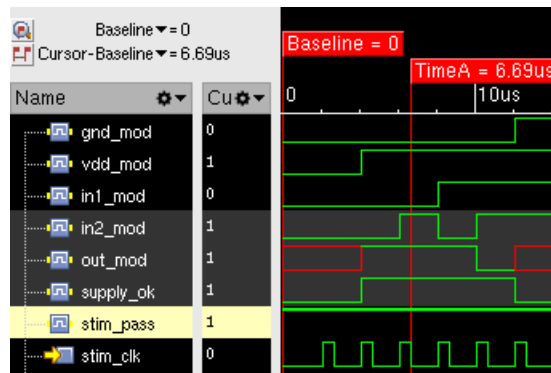 Baseline▼= 0
Cursor-Baseline▼= 6.69us
Baseline = 0
TimeA = 6.69us
Name
Cu
0
10us
gnd_mod
0
vdd_mod
1
in1_mod
0
in2_mod
1
out_mod
1
supply_ok
1
stim_pass
1
stim_clk
0